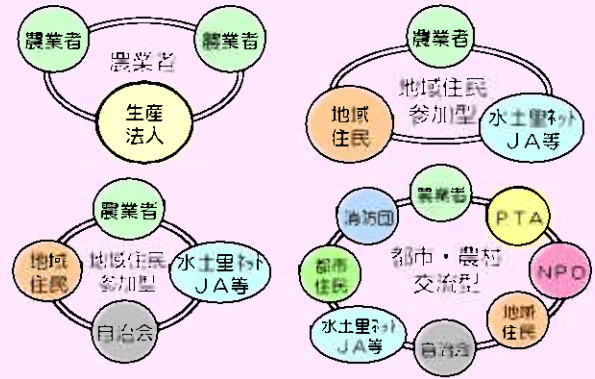 農業者
農業者
農業者
生産
法人
農業者
地域住民
参加型
地域
住民
水土里ネット
JA等
農業者
地域
住民
地域住民
参加型
水土里ネット
JA等
自治会
農業者
消防団
PTA
都市
住民
都市・農村
交流型
NPO
水土里ネット
JA等
地域
住民
自治会